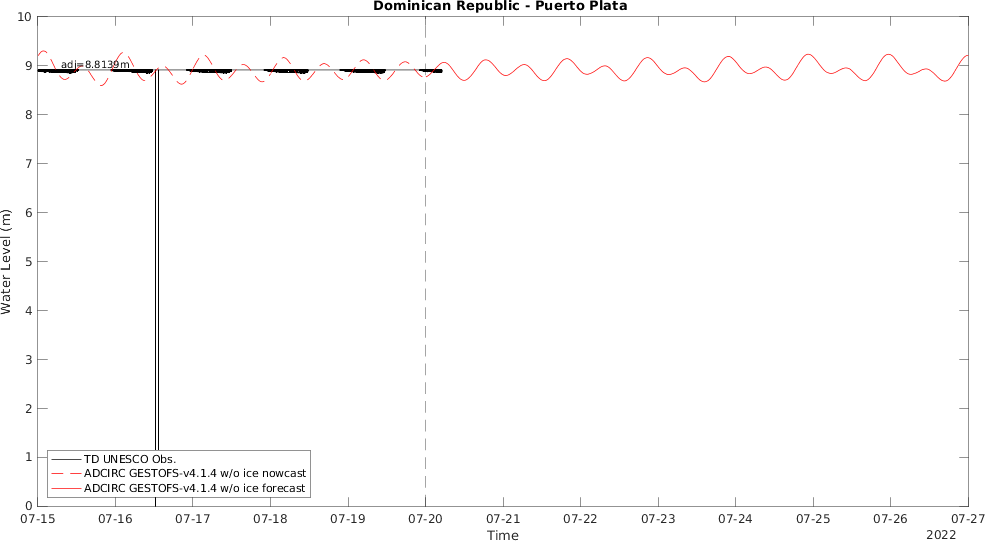 Dominican Republic - Puerto Plata
10
9
8
7
6
5
4
3
2
1
0
Water Level (m)
adj=8.8139m
TD UNESCO Obs.
ADCIRC GESTOFS-v4.1.4 w/o ice nowcast
ADCIRC GESTOFS-v4.1.4 w/o ice forecast
07-15 07-16 07-17 07-18 07-19 07-20 07-21 07-22 07-23 07-24 07-25 07-26 07-27
Time
2022